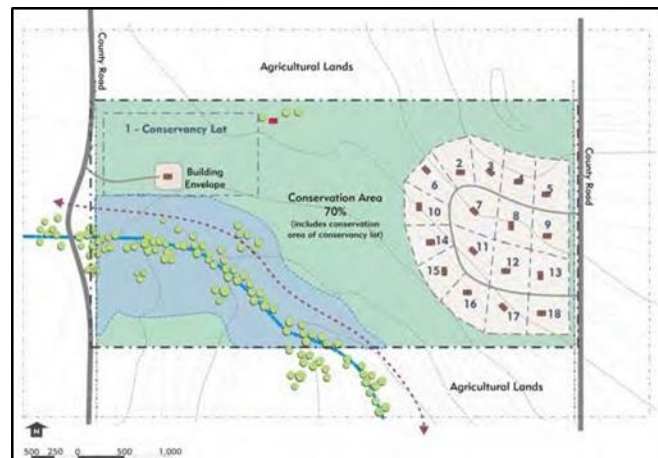 County Road
Agricultural Lands
1 - Conservancy Lot
Building
Envelope
Conservation Area
70%
(includes conservation
area of conservancy lot)
County Road
2
3
4
5
6
7
8
9
10
11
12
13
14
15
16
17
18
Agricultural Lands
N
500 250 0 500 1,000